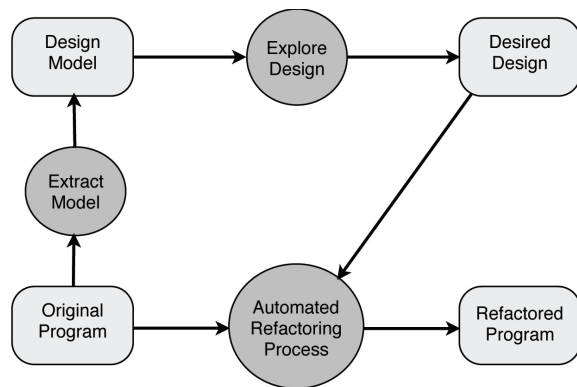 Design
Model
Explore
Design
Desired
Design
Extract
Model
Original
Program
Automated
Refactoring
Process
Refactored
Program